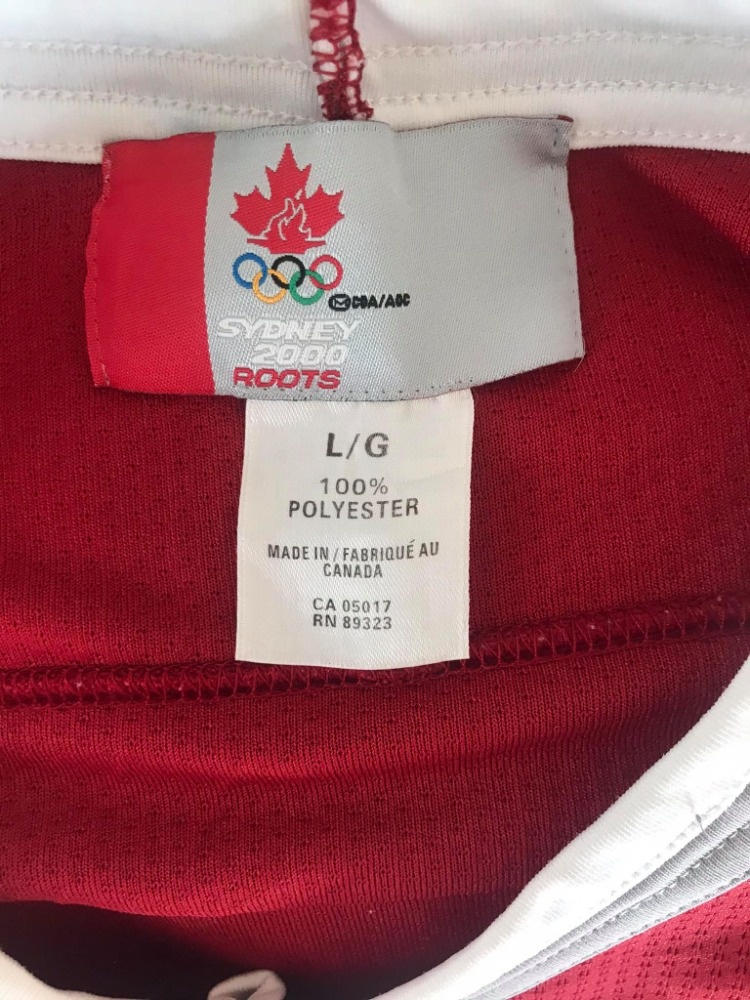 COA/AOC
SYDNEY
2000
ROOTS
L/G
100%
POLYESTER
MADE IN / FABRIQUÉ AU
CANADA
CA 05017
RN 89323